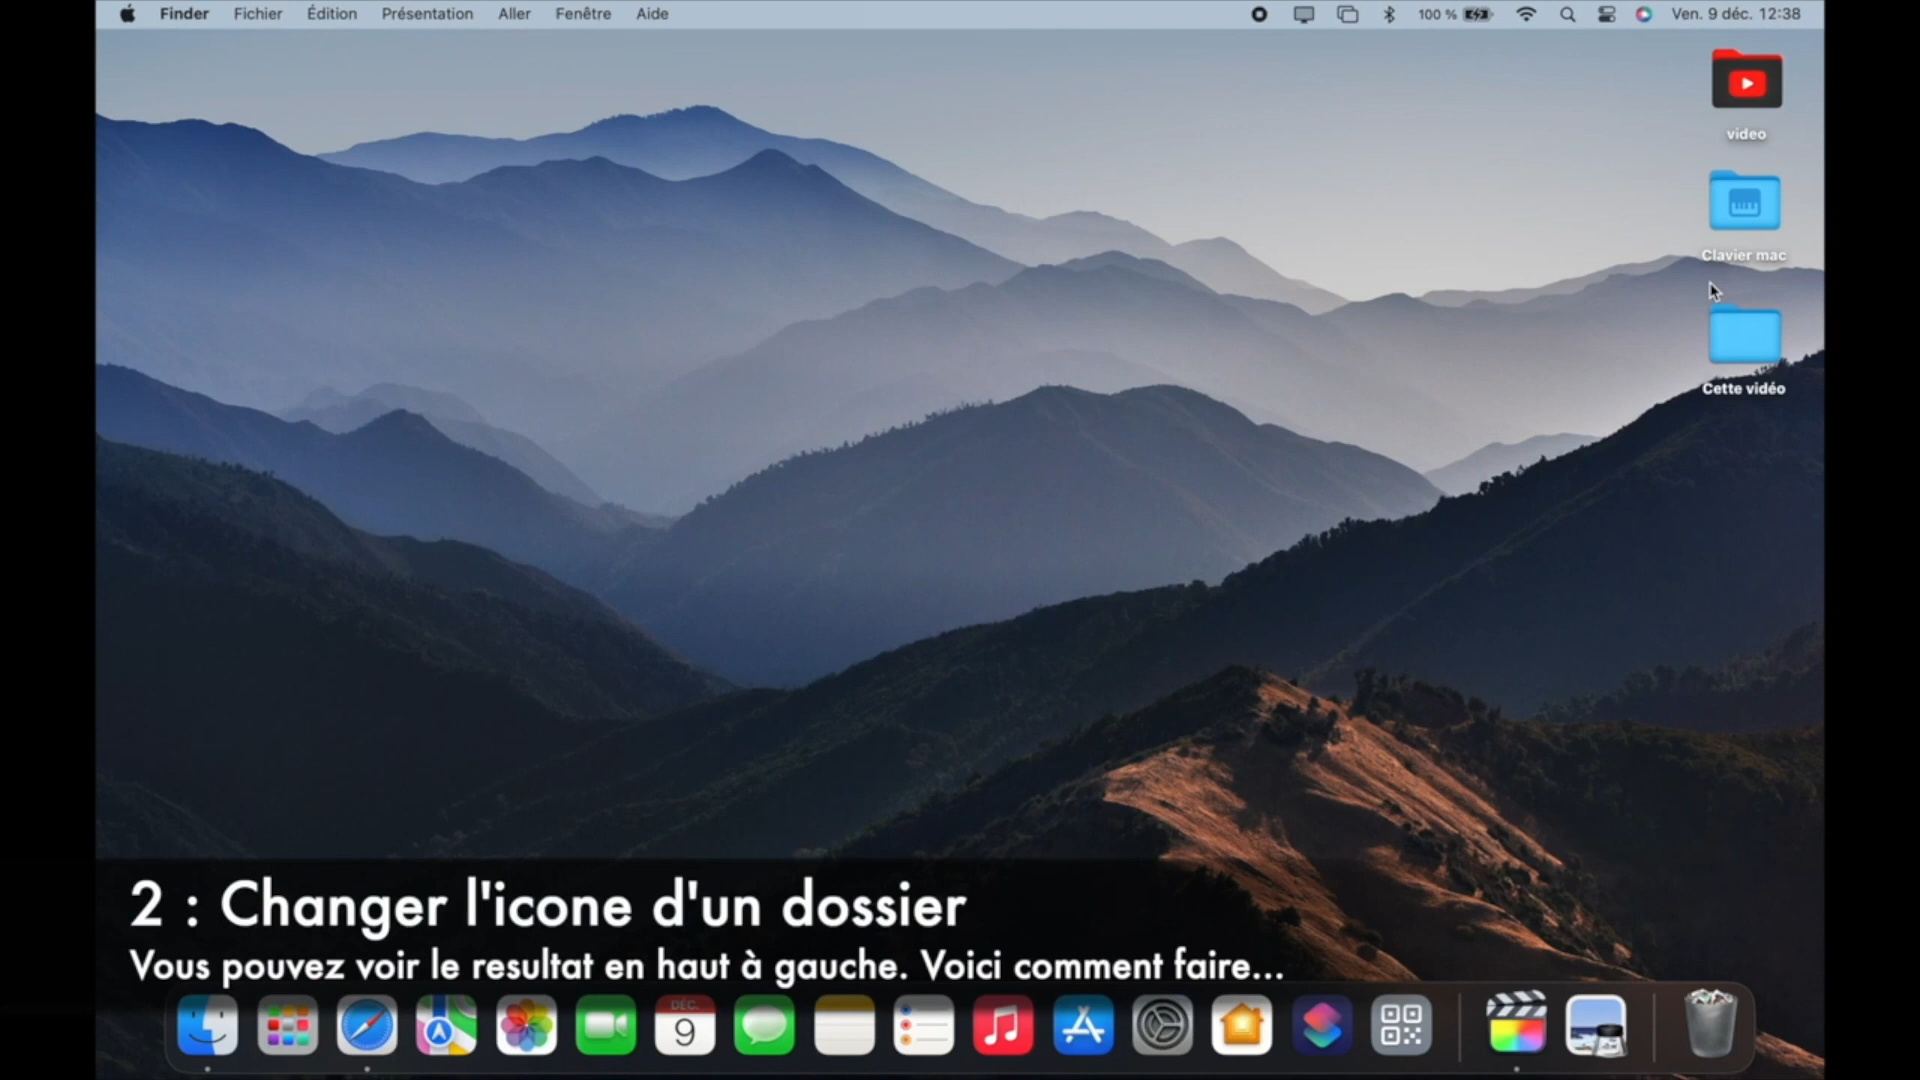 Finder Fichier Édition Présentation Aller Fenêtre Aide 100 % Ven. 9 déc. 12:38
video
Clavier mac
Cette vidéo
2 : Changer l'icone d'un dossier
Vous pouvez voir le resultat en haut à gauche. Voici comment faire...
DÉC.
9